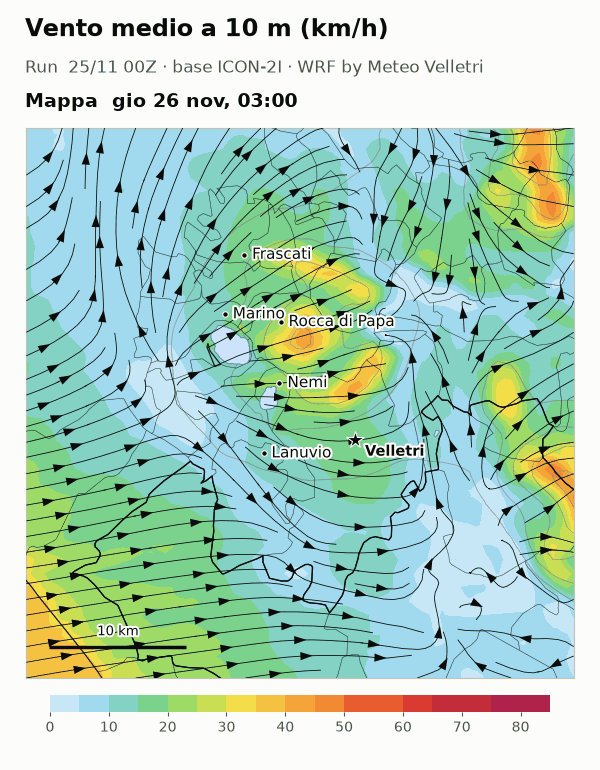 Vento medio a 10 m (km/h)
Run  25/11 00Z · base ICON-2I · WRF by Meteo Velletri
Mappa  gio 26 nov, 03:00
Frascati
Marino
Rocca di Papa
Nemi
Velletri
Lanuvio
10 km
0 10 20 30 40 50 60 70 80